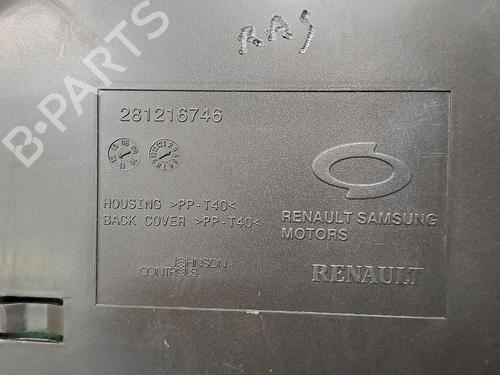 B-PARTS
RAS
281216746
HOUSING >PP-T40<
BACK COVER >PP-T40<
RENAULT SAMSUNG
MOTORS
JOHNSON
CONTROLS
RENAULT